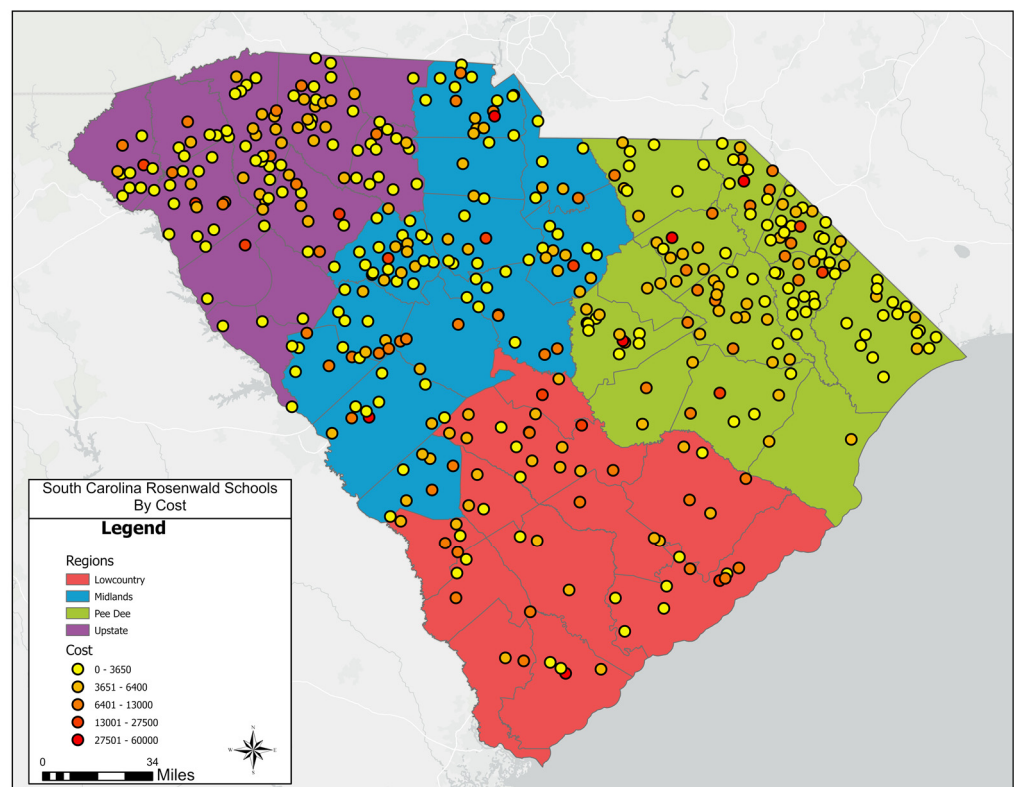 South Carolina Rosenwald Schools
By Cost
Legend
Regions
Lowcountry
Midlands
Pee Dee
Upstate
Cost
0 - 3650
3651 - 6400
6401 - 13000
13001 - 27500
27501 - 60000
N
W E
S
0 34
Miles